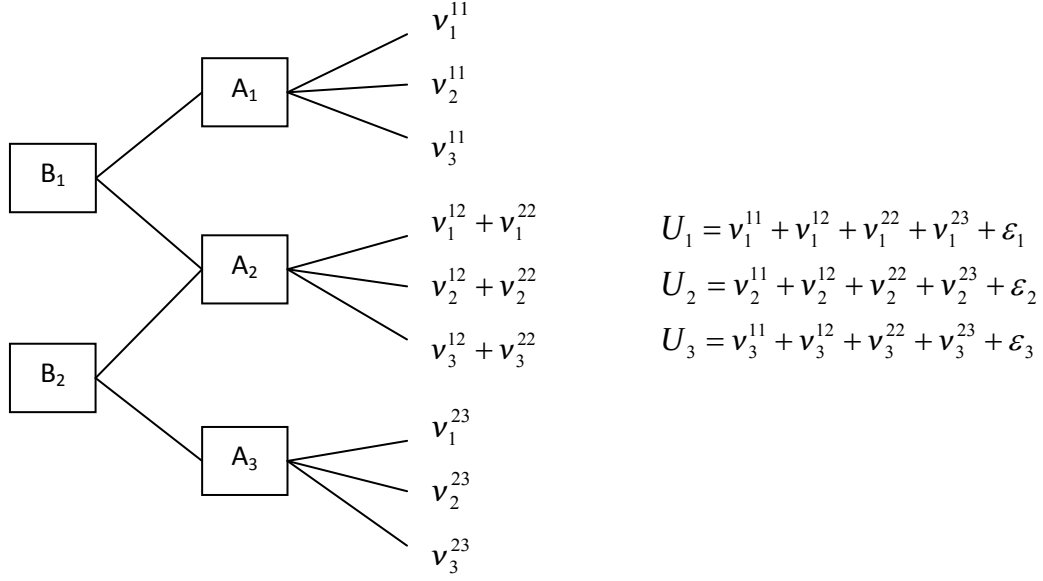 ν₁¹¹
A₁
ν₂¹¹
ν₃¹¹
B₁
ν₁¹² + ν₁²²
U₁ = ν₁¹¹ + ν₁¹² + ν₁²² + ν₁²³ + ε₁
A₂
ν₂¹² + ν₂²²
U₂ = ν₂¹¹ + ν₂¹² + ν₂²² + ν₂²³ + ε₂
ν₃¹² + ν₃²²
U₃ = ν₃¹¹ + ν₃¹² + ν₃²² + ν₃²³ + ε₃
B₂
ν₁²³
A₃
ν₂²³
ν₃²³